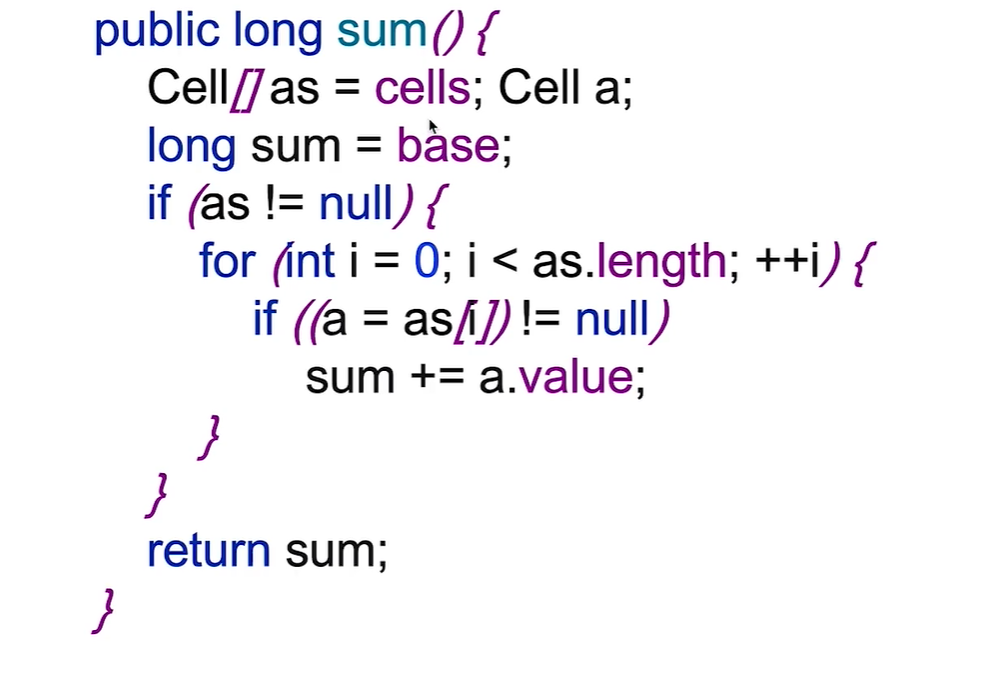 public long sum() {
Cell[] as = cells; Cell a;
long sum = base;
if (as != null) {
for (int i = 0; i < as.length; ++i) {
if ((a = as[i]) != null)
sum += a.value;
}
}
return sum;
}